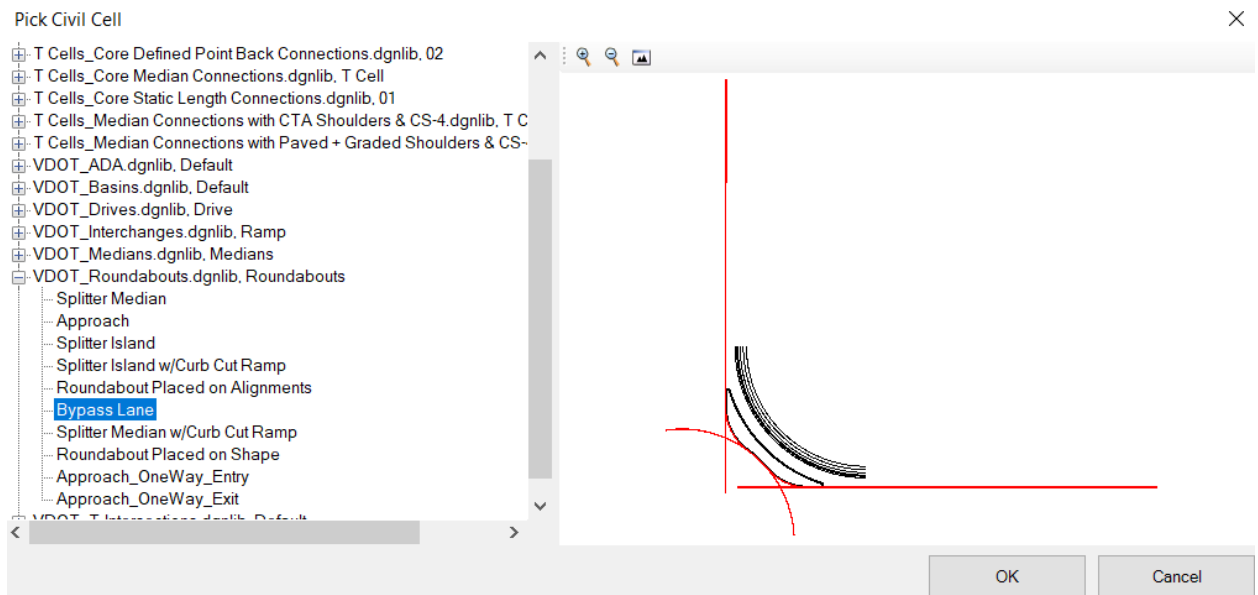 Pick Civil Cell
T Cells_Core Defined Point Back Connections.dgnlib, 02
T Cells_Core Median Connections.dgnlib, T Cell
T Cells_Core Static Length Connections.dgnlib, 01
T Cells_Median Connections with CTA Shoulders & CS-4.dgnlib, T C
T Cells_Median Connections with Paved + Graded Shoulders & CS-
VDOT_ADA.dgnlib, Default
VDOT_Basins.dgnlib, Default
VDOT_Drives.dgnlib, Drive
VDOT_Interchanges.dgnlib, Ramp
VDOT_Medians.dgnlib, Medians
VDOT_Roundabouts.dgnlib, Roundabouts
Splitter Median
Approach
Splitter Island
Splitter Island w/Curb Cut Ramp
Roundabout Placed on Alignments
Bypass Lane
Splitter Median w/Curb Cut Ramp
Roundabout Placed on Shape
Approach_OneWay_Entry
Approach_OneWay_Exit
VDOT_T-Intersections.dgnlib, Default
OK
Cancel